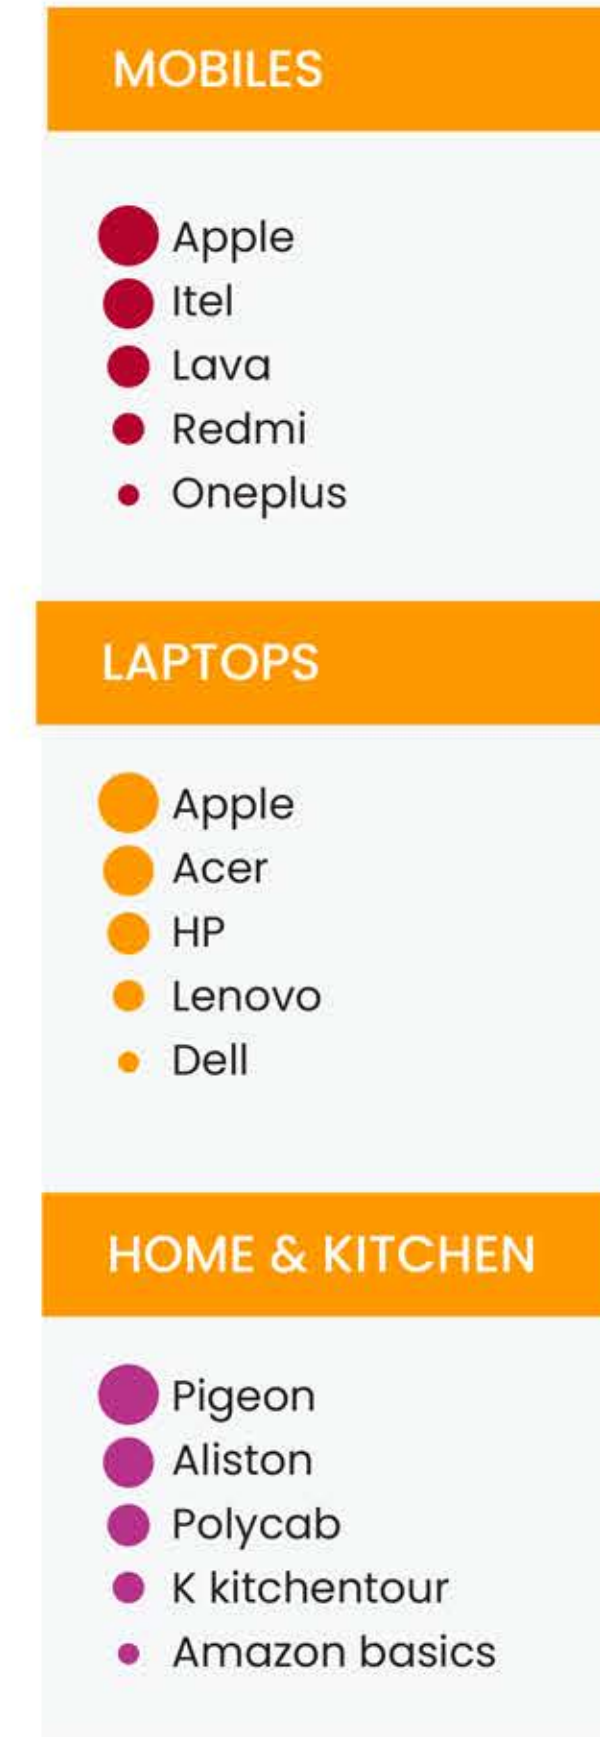 MOBILES
Apple
Itel
Lava
Redmi
Oneplus
LAPTOPS
Apple
Acer
HP
Lenovo
Dell
HOME & KITCHEN
Pigeon
Aliston
Polycab
K kitchentour
Amazon basics